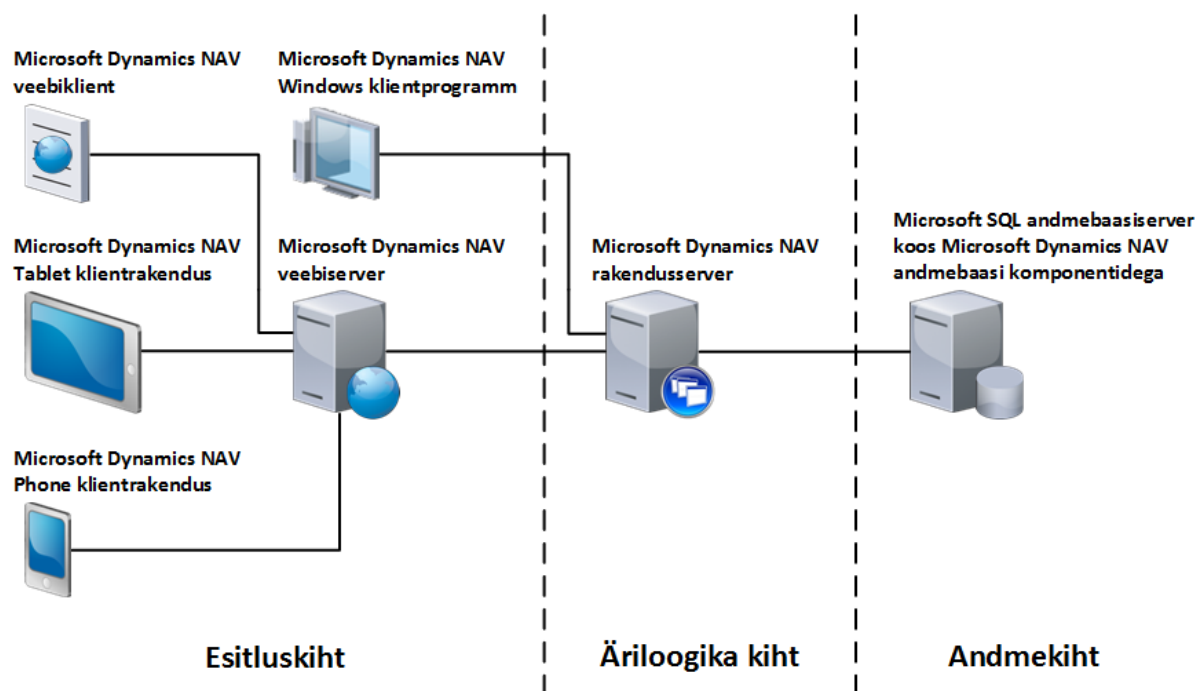 Microsoft Dynamics NAV
veebiklient
Microsoft Dynamics NAV
Windows klientprogramm
Microsoft Dynamics NAV
Tablet klientrakendus
Microsoft Dynamics NAV
veebiserver
Microsoft Dynamics NAV
rakendusserver
Microsoft SQL andmebaasiserver
koos Microsoft Dynamics NAV
andmebaasi komponentidega
Microsoft Dynamics NAV
Phone klientrakendus
Esitluskiht
Äriloogika kiht
Andmekiht